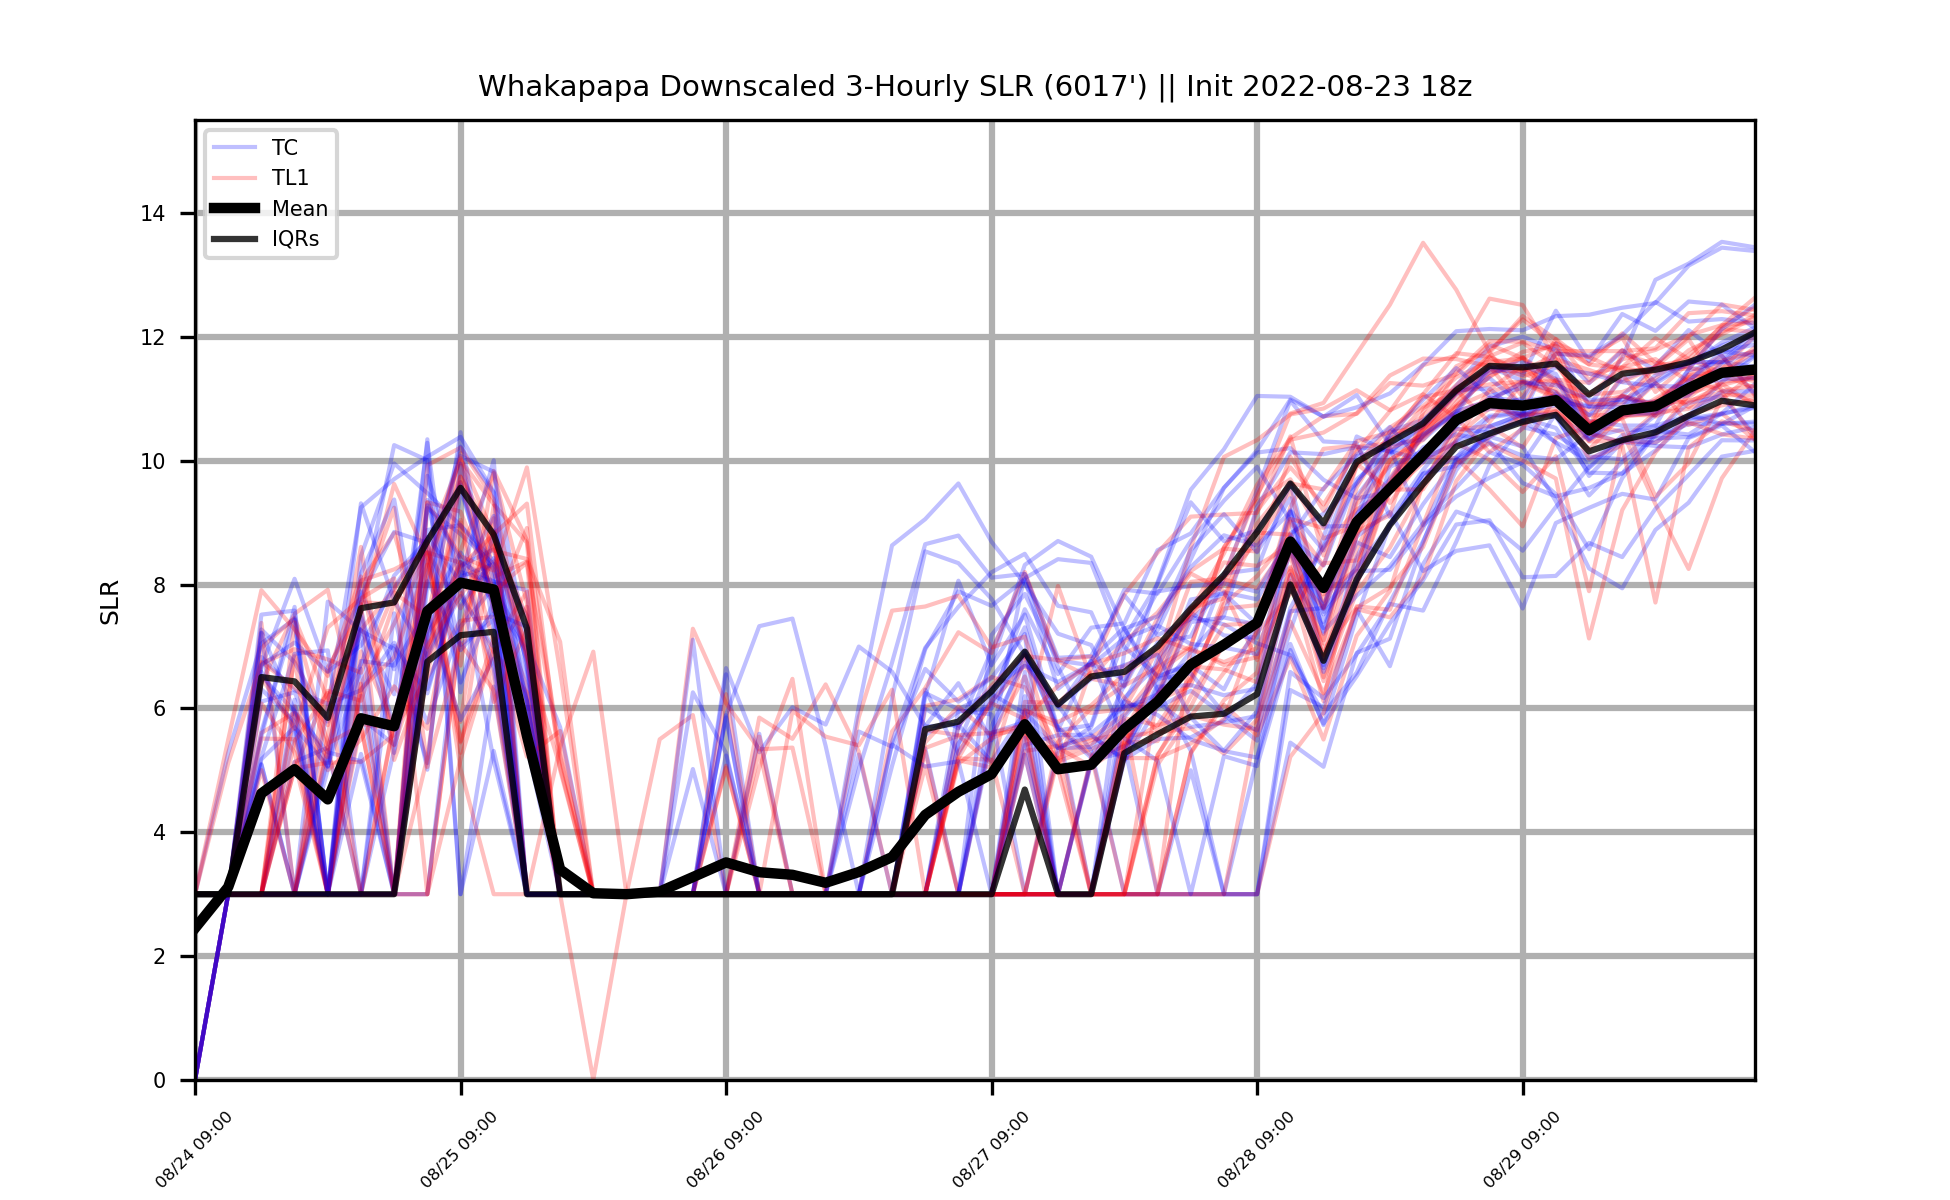 Whakapapa Downscaled 3-Hourly SLR (6017') || Init 2022-08-23 18z
TC
TL1
Mean
IQRs
14
12
10
8
6
4
2
0
SLR
08/24 09:00
08/25 09:00
08/26 09:00
08/27 09:00
08/28 09:00
08/29 09:00